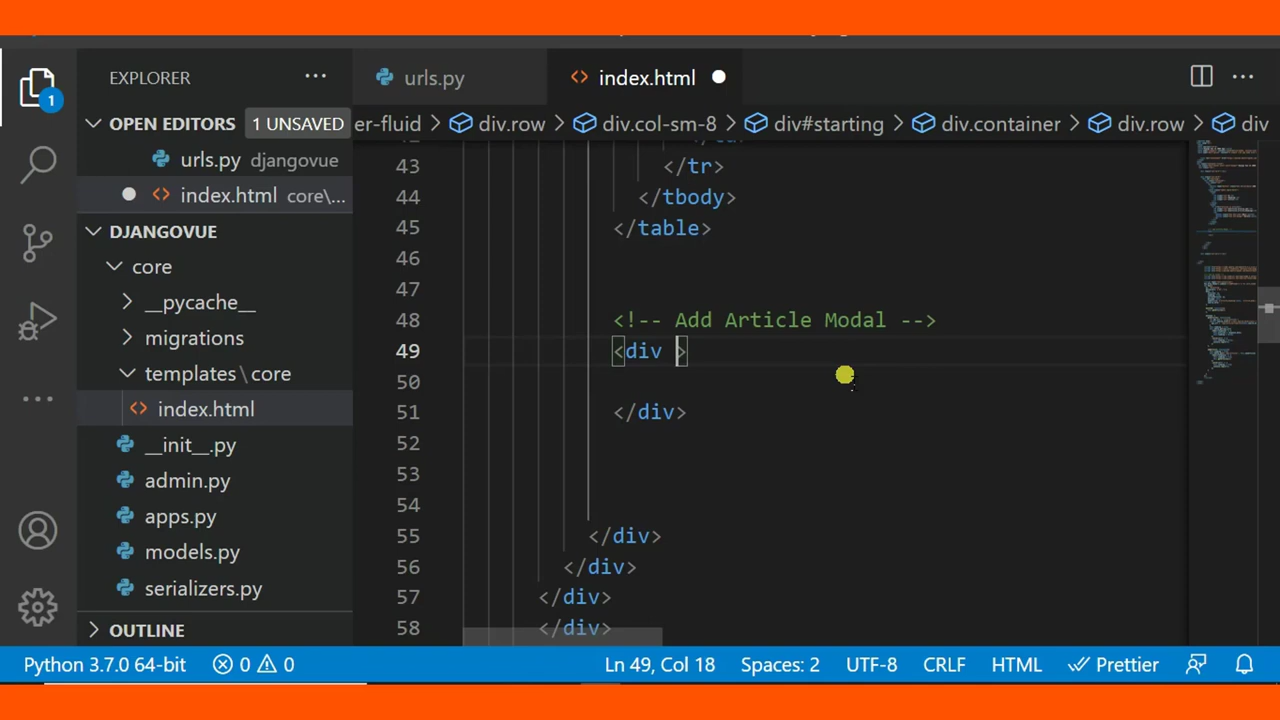 EXPLORER ···
urls.py
index.html
OPEN EDITORS 1 UNSAVED
urls.py djangovue
index.html core\...
DJANGOVUE
core
__pycache__
migrations
templates\core
index.html
__init__.py
admin.py
apps.py
models.py
serializers.py
OUTLINE
er-fluid > div.row > div.col-sm-8 > div#starting > div.container > div.row > div
43 </tr>
44 </tbody>
45 </table>
46
47
48 <!-- Add Article Modal -->
49 <div >
50
51 </div>
52
53
54
55 </div>
56 </div>
57 </div>
58 </div>
1
Python 3.7.0 64-bit 0 0 Ln 49, Col 18 Spaces: 2 UTF-8 CRLF HTML Prettier